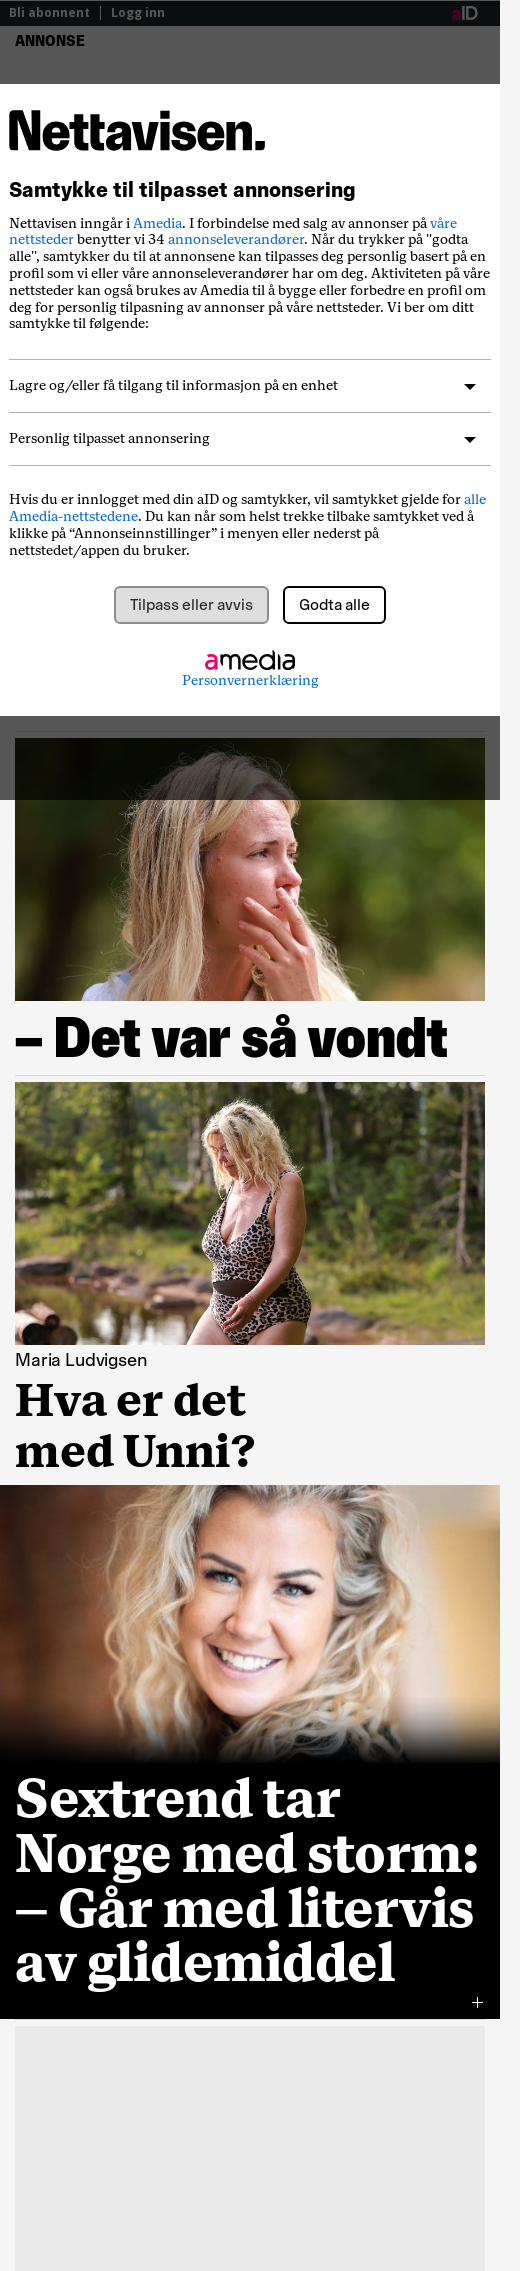 Bli abonnent | Logg inn
aID
ANNONSE
Nettavisen.
Samtykke til tilpasset annonsering
Nettavisen inngår i Amedia. I forbindelse med salg av annonser på våre
nettsteder benytter vi 34 annonseleverandører. Når du trykker på "godta
alle", samtykker du til at annonsene kan tilpasses deg personlig basert på en
profil som vi eller våre annonseleverandører har om deg. Aktiviteten på våre
nettsteder kan også brukes av Amedia til å bygge eller forbedre en profil om
deg for personlig tilpasning av annonser på våre nettsteder. Vi ber om ditt
samtykke til følgende:
Lagre og/eller få tilgang til informasjon på en enhet
Personlig tilpasset annonsering
Hvis du er innlogget med din aID og samtykker, vil samtykket gjelde for alle
Amedia-nettstedene. Du kan når som helst trekke tilbake samtykket ved å
klikke på “Annonseinnstillinger” i menyen eller nederst på
nettstedet/appen du bruker.
Tilpass eller avvis
Godta alle
amedia
Personvernerklæring
– Det var så vondt
Maria Ludvigsen
Hva er det
med Unni?
Sextrend tar
Norge med storm:
– Går med litervis
av glidemiddel
+